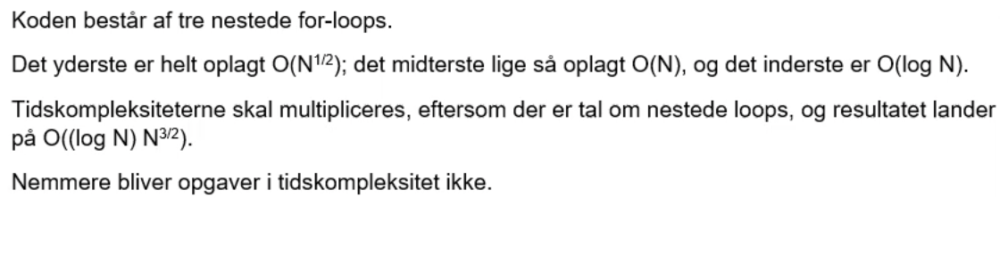 Koden består af tre nestede for-loops.
Det yderste er helt oplagt O(N^1/2); det midterste lige så oplagt O(N), og det inderste er O(log N).
Tidskompleksiteterne skal multipliceres, eftersom der er tal om nestede loops, og resultatet lander
på O((log N) N^3/2).
Nemmere bliver opgaver i tidskompleksitet ikke.